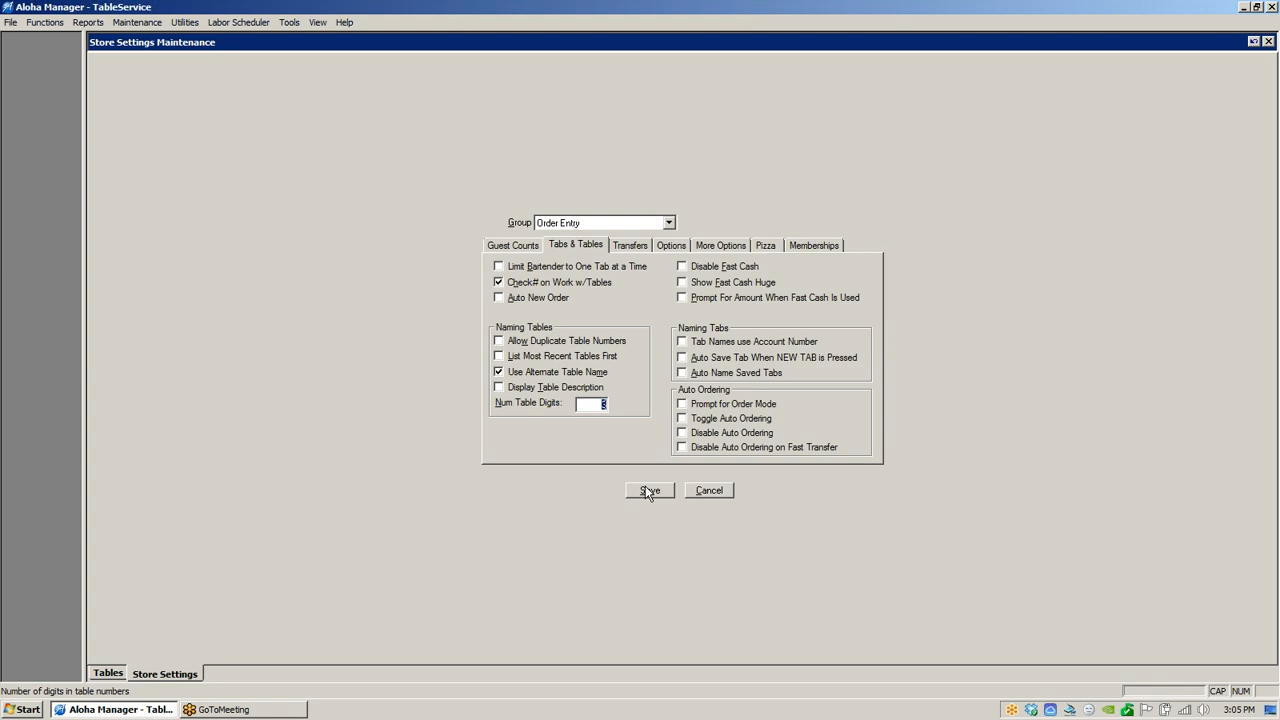 Aloha Manager - TableService
File Functions Reports Maintenance Utilities Labor Scheduler Tools View Help
Store Settings Maintenance
Group Order Entry
Guest Counts Tabs & Tables Transfers Options More Options Pizza Memberships
Limit Bartender to One Tab at a Time
Check# on Work w/Tables
Auto New Order
Disable Fast Cash
Show Fast Cash Huge
Prompt For Amount When Fast Cash Is Used
Naming Tables
Allow Duplicate Table Numbers
List Most Recent Tables First
Use Alternate Table Name
Display Table Description
Num Table Digits: 3
Naming Tabs
Tab Names use Account Number
Auto Save Tab When NEW TAB is Pressed
Auto Name Saved Tabs
Auto Ordering
Prompt for Order Mode
Toggle Auto Ordering
Disable Auto Ordering
Disable Auto Ordering on Fast Transfer
Save Cancel
Tables Store Settings
Number of digits in table numbers CAP NUM
Start Aloha Manager - Tabl... GoToMeeting 3:05 PM